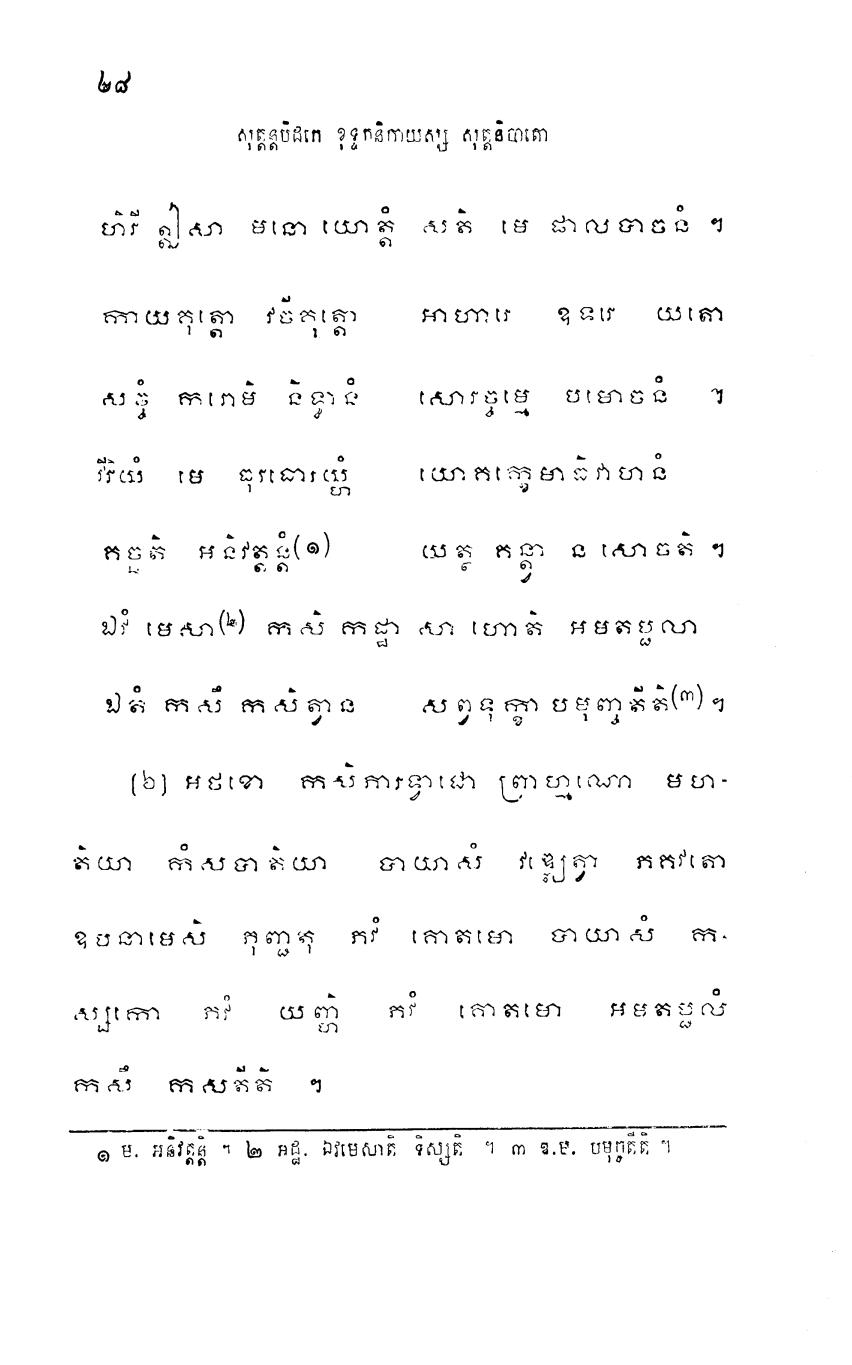 ២៨
សុត្តន្តបិដកេ ខុទ្ទកនិកាយស្ស សុត្តនិបាតោ
ហិរី ឦសា មនោ យោត្តំ សតិ មេ ផាលបាចនំ ។
កាយគុត្តោ វចីគុត្តោ អាហារេ ឧទរេ យតោ
សច្ចំ ករោមិ និទ្ធានំ សោរច្ចម្មេ បមោចនំ ។
វីរិយំ មេ ធុរធោរយ្ហំ យោគក្ខេមាធិវាហនំ
គច្ឆតិ អនិវត្តន្តំ(១) យត្ថ គន្ត្វា ន សោចតិ ។
ឯវំ មេសា(២) កសិ កដ្ឋា សា ហោតិ អមតប្ផលា
ឯតំ កសឹ កសិត្វាន សព្វទុក្ខា បមុញ្ចតីតិ(៣) ។
(៦) អថខោ កសិភារទ្វាជោ ព្រាហ្មណោ មហ-
តិយា កំសបាតិយា បាយាសំ វឌ្ឍេត្វា ភគវតោ
ឧបនាមេសិ ភុញ្ជតុ ភវំ គោតមោ បាយាសំ ក-
ស្សកោ ភវំ យញ្ហិ ភវំ គោតមោ អមតប្ផលំ
កសឹ កសតីតិ ។
១ ម. អនិវត្តន្តិ ។ ២ អដ្ឋ. ឯវមេសាតិ ទិស្សតិ ។ ៣ ឱ.ម. បមុច្ចតីតិ ។